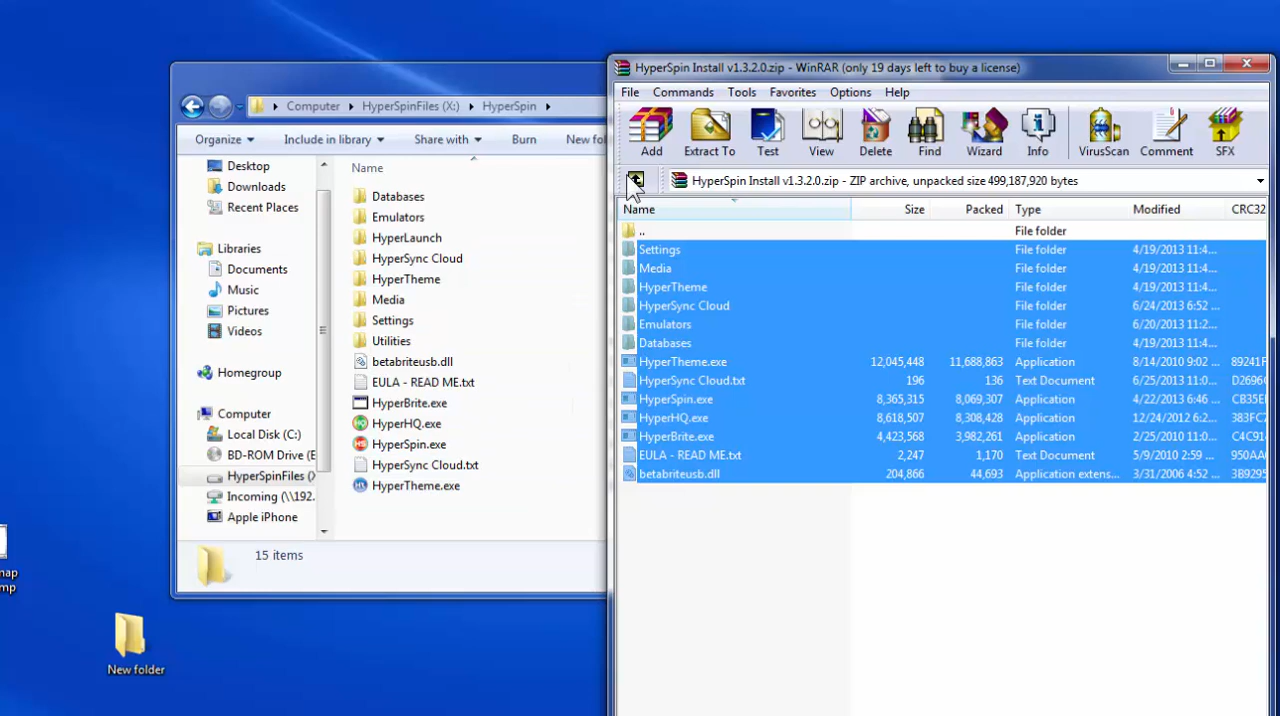 HyperSpin Install v1.3.2.0.zip - WinRAR (only 19 days left to buy a license)
File Commands Tools Favorites Options Help
Add Extract To Test View Delete Find Wizard Info VirusScan Comment SFX
HyperSpin Install v1.3.2.0.zip - ZIP archive, unpacked size 499,187,920 bytes
Name Size Packed Type Modified CRC32
.. File folder
Settings File folder 4/19/2013 11:4...
Media File folder 4/19/2013 11:4...
HyperTheme File folder 4/19/2013 11:4...
HyperSync Cloud File folder 6/24/2013 6:52 ...
Emulators File folder 6/20/2013 11:2...
Databases File folder 4/19/2013 11:4...
HyperTheme.exe 12,045,448 11,688,863 Application 8/14/2010 9:02 ... 89241F
HyperSync Cloud.txt 196 136 Text Document 6/25/2013 11:0... D2696C
HyperSpin.exe 8,365,315 8,069,307 Application 4/22/2013 6:46 ... CB35E
HyperHQ.exe 8,618,507 8,308,428 Application 12/24/2012 6:2... 383FC7
HyperBrite.exe 4,423,568 3,982,261 Application 2/25/2010 11:0... C4C91
EULA - READ ME.txt 2,247 1,170 Text Document 5/9/2010 2:59 ... 950AA
betabriteusb.dll 204,866 44,693 Application extens... 3/31/2006 4:52 ... 3B9295
Computer HyperSpinFiles (X:) HyperSpin
Organize Include in library Share with Burn New fol
Desktop
Downloads
Recent Places
Libraries
Documents
Music
Pictures
Videos
Homegroup
Computer
Local Disk (C:)
BD-ROM Drive (E
HyperSpinFiles (X
Incoming (\\192.
Apple iPhone
Name
Databases
Emulators
HyperLaunch
HyperSync Cloud
HyperTheme
Media
Settings
Utilities
betabriteusb.dll
EULA - READ ME.txt
HyperBrite.exe
HyperHQ.exe
HyperSpin.exe
HyperSync Cloud.txt
HyperTheme.exe
15 items
nap
mp
New folder